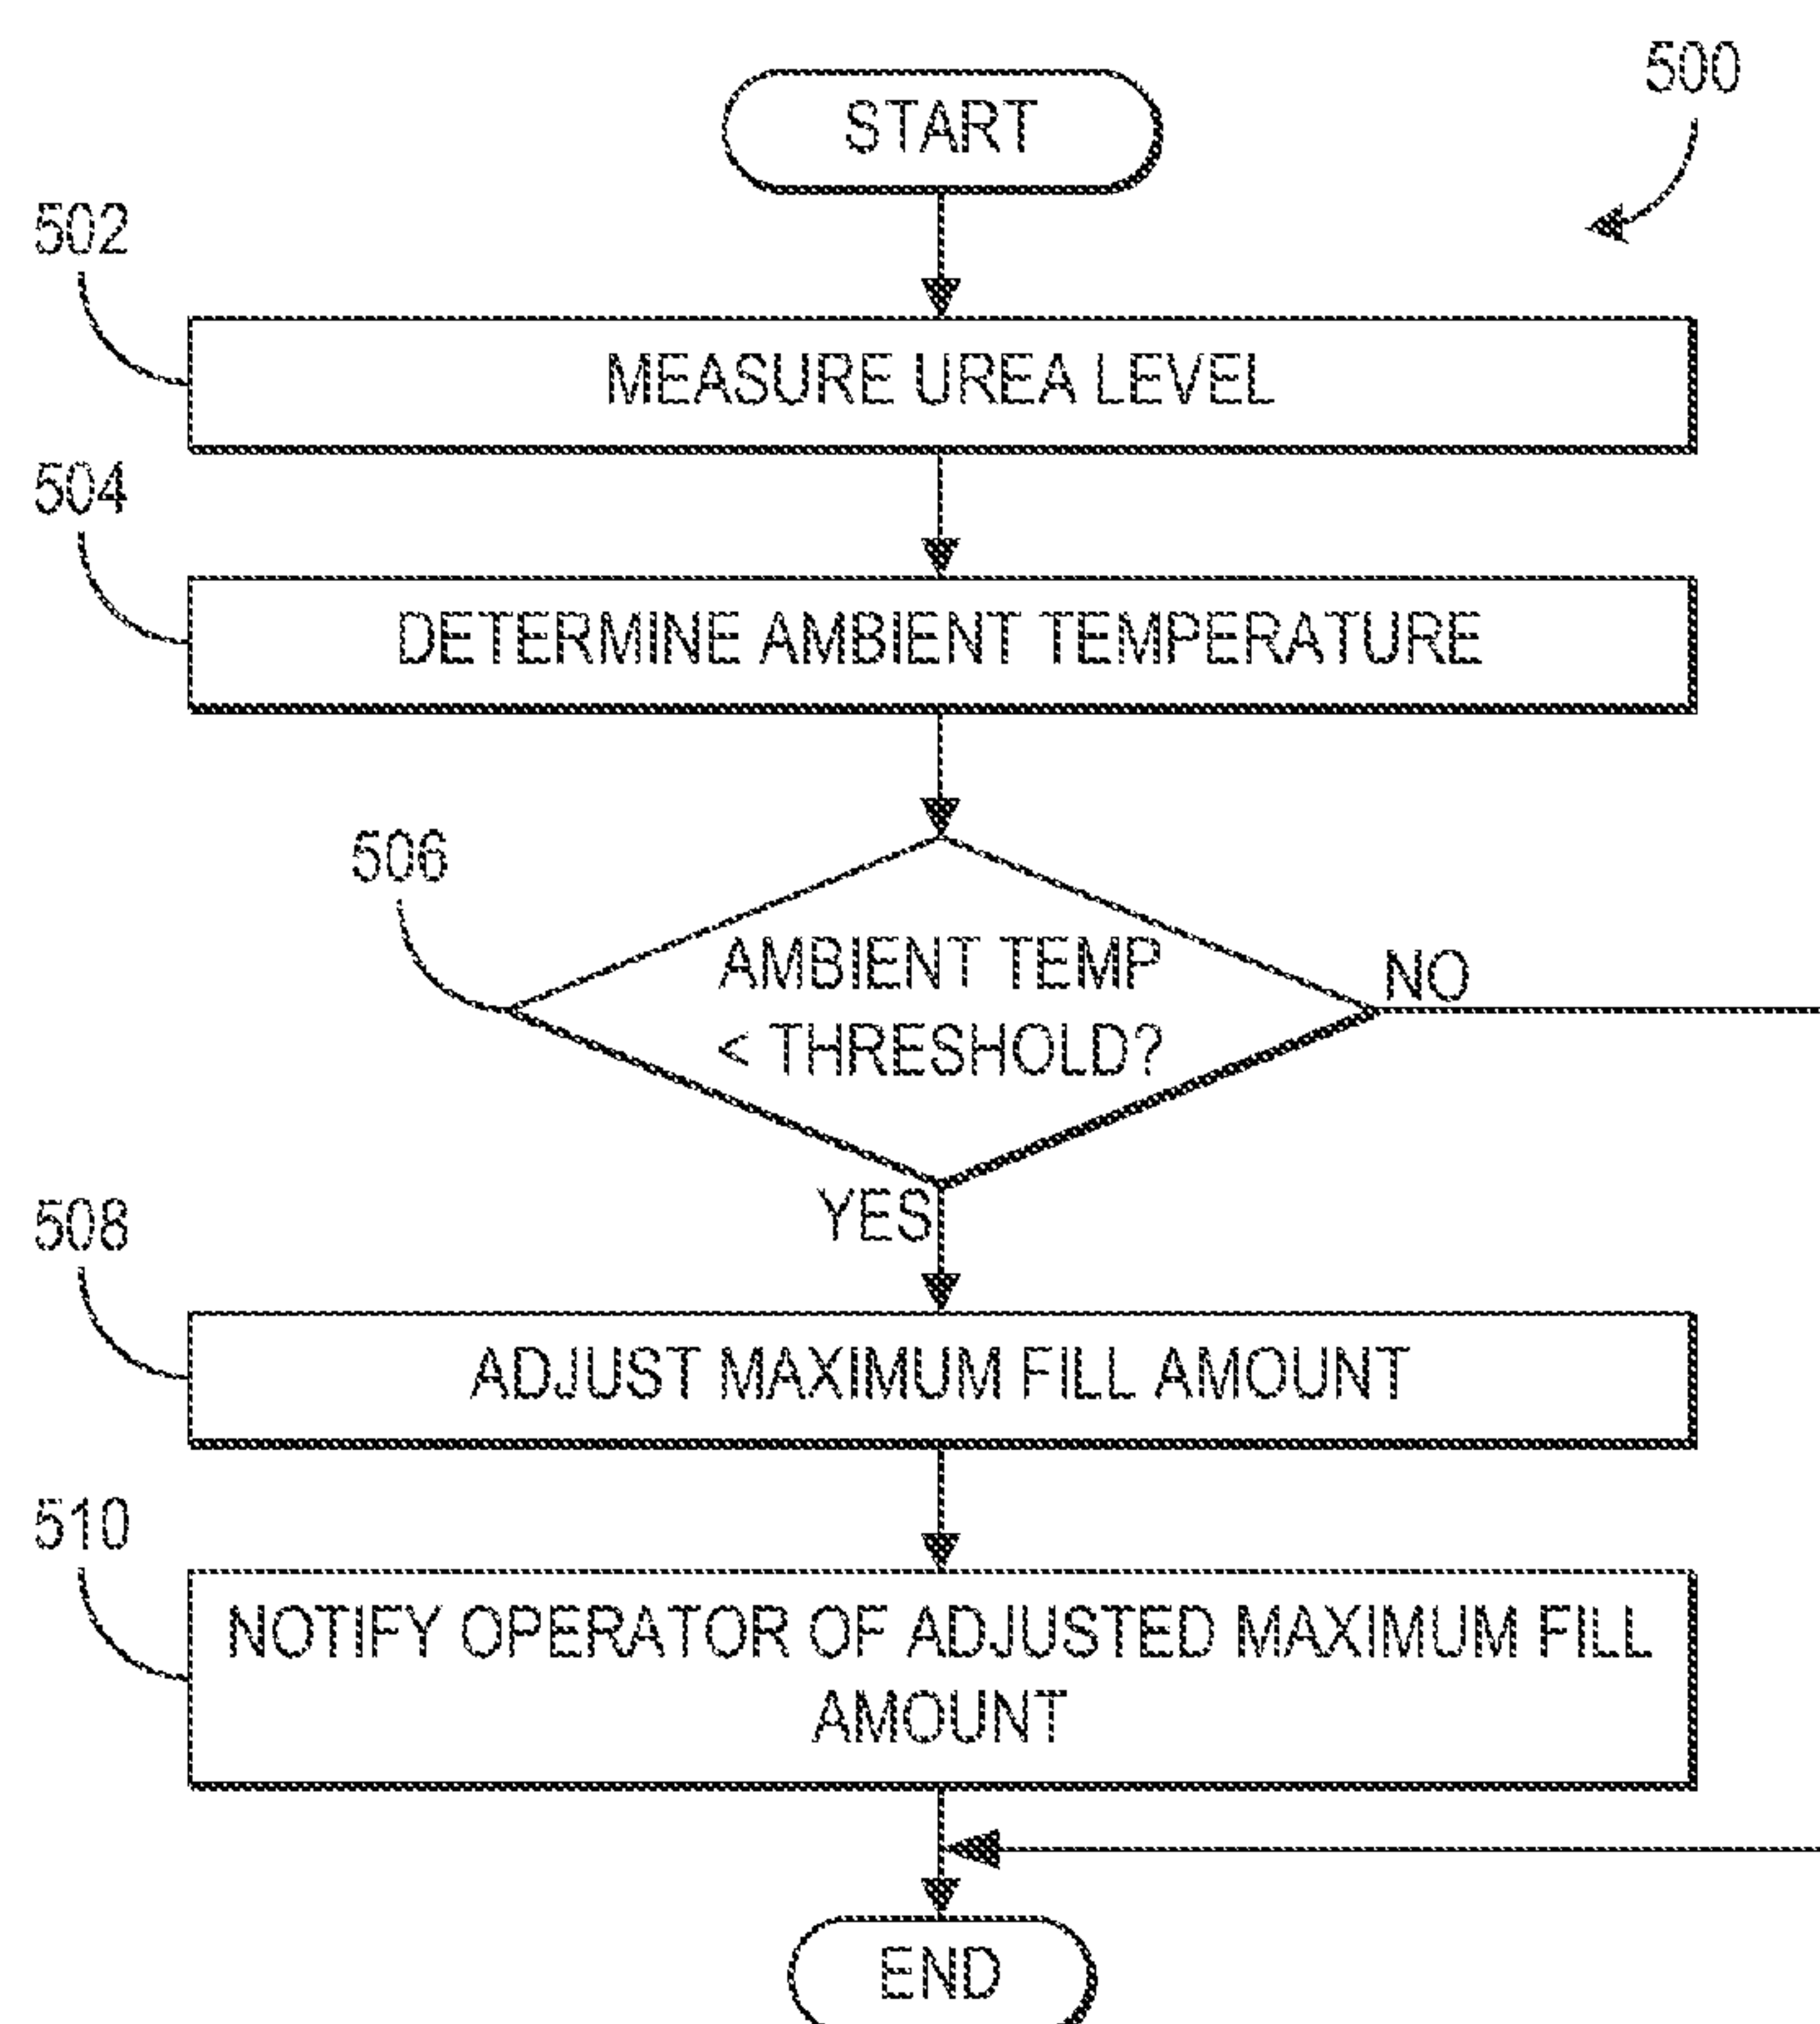 500
START
502
MEASURE UREA LEVEL
504
DETERMINE AMBIENT TEMPERATURE
506
AMBIENT TEMP
< THRESHOLD?
NO
YES
508
ADJUST MAXIMUM FILL AMOUNT
510
NOTIFY OPERATOR OF ADJUSTED MAXIMUM FILL
AMOUNT
END